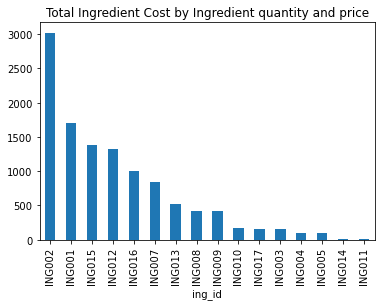 Total Ingredient Cost by Ingredient quantity and price
3000
2500
2000
1500
1000
500
0
ING002
ING001
ING015
ING012
ING016
ING007
ING013
ING008
ING009
ING010
ING017
ING003
ING004
ING005
ING014
ING011
ing_id